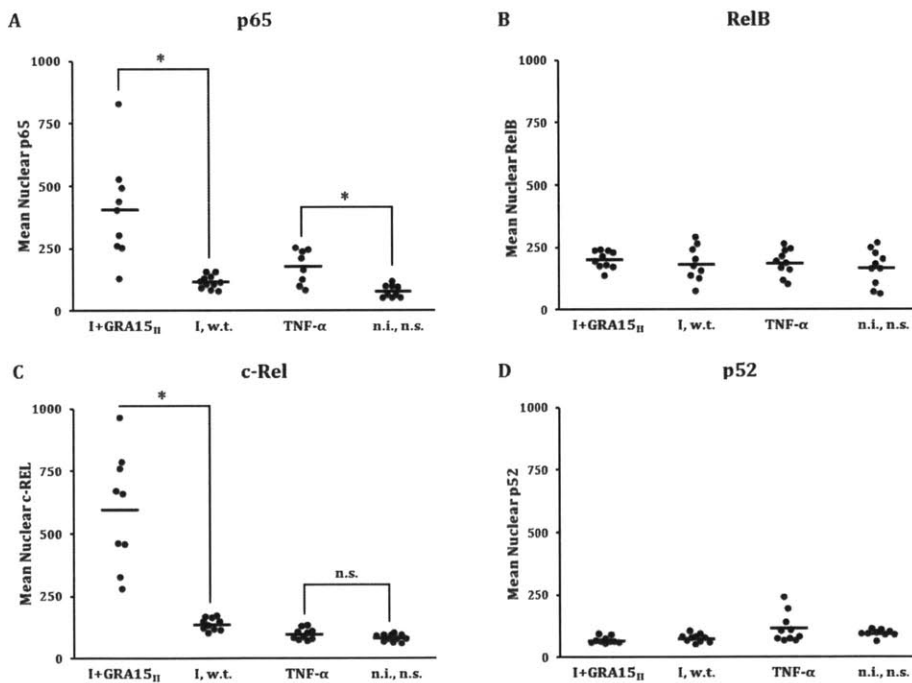 A
p65
1000
750
500
250
0
Mean Nuclear p65
*
*
I+GRA15II
I, w.t.
TNF-α
n.i., n.s.
B
RelB
1000
750
500
250
0
Mean Nuclear RelB
I+GRA15II
I, w.t.
TNF-α
n.i., n.s.
C
c-Rel
1000
750
500
250
0
Mean Nuclear c-REL
*
n.s.
I+GRA15II
I, w.t.
TNF-α
n.i., n.s.
D
p52
1000
750
500
250
0
Mean Nuclear p52
I+GRA15II
I, w.t.
TNF-α
n.i., n.s.